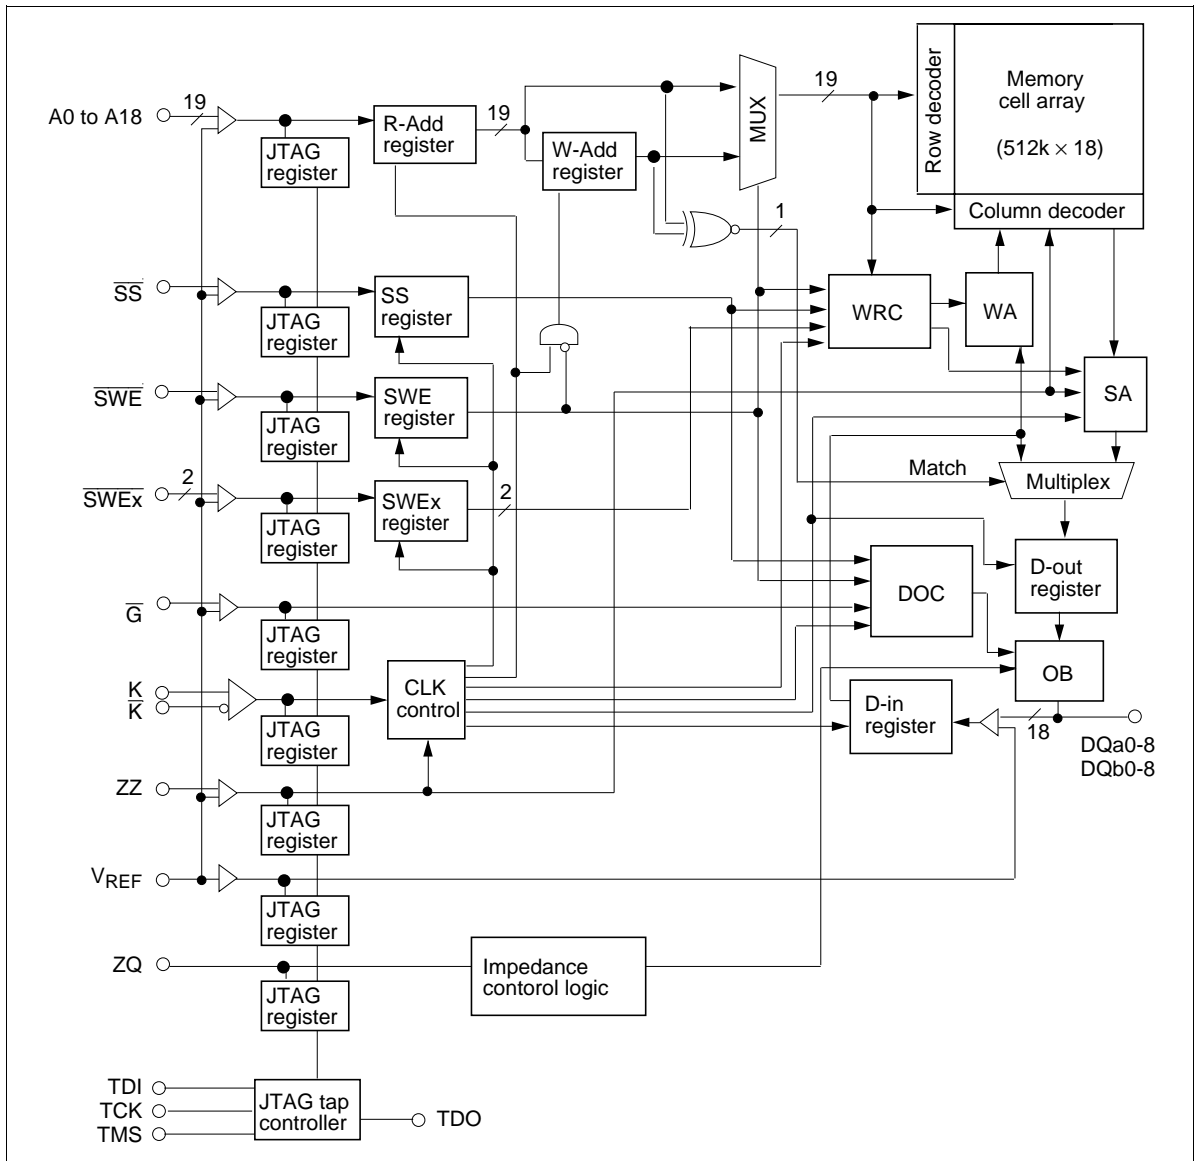 A0 to A18
19
JTAG
register
R-Add
register
19
W-Add
register
MUX
19
Row decoder
Memory
cell array
(512k × 18)
Column decoder
1
SS
JTAG
register
SS
register
WRC
WA
SA
SWE
JTAG
register
SWE
register
SWEx
2
JTAG
register
SWEx
register
2
Match
Multiplex
G
JTAG
register
DOC
D-out
register
K
K
JTAG
register
CLK
control
OB
D-in
register
18
DQa0-8
DQb0-8
ZZ
JTAG
register
VREF
JTAG
register
ZQ
JTAG
register
Impedance
contorol logic
TDI
TCK
TMS
JTAG tap
controller
TDO